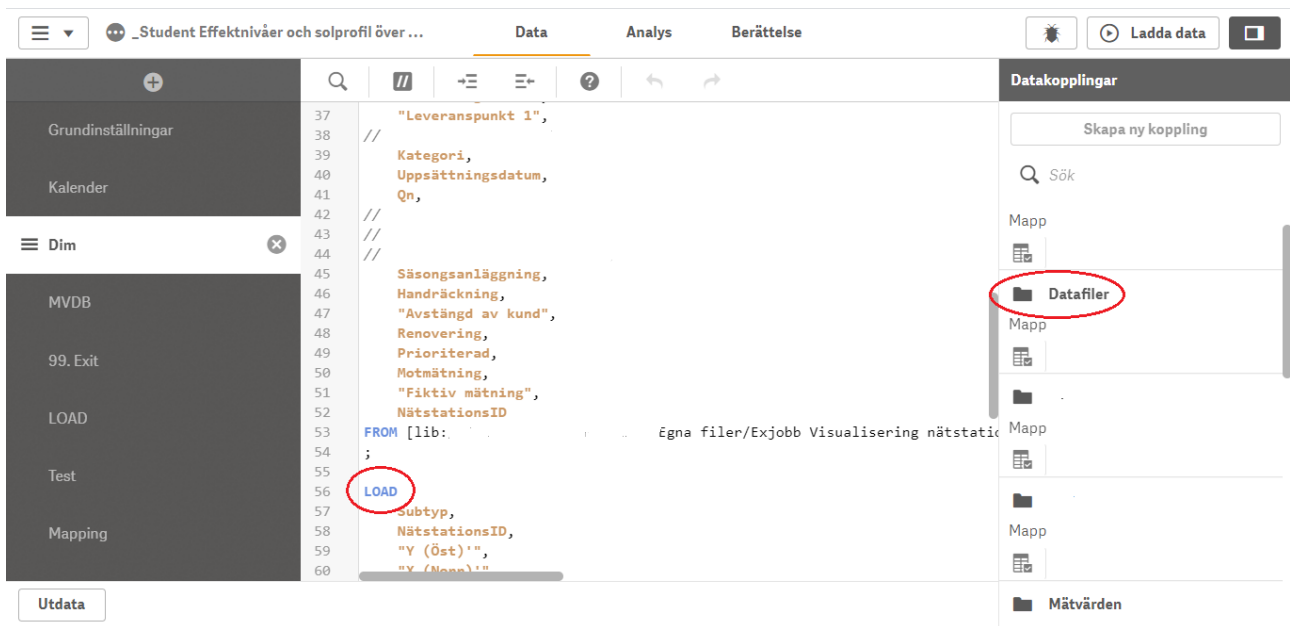 _Student Effektnivåer och solprofil över ...
Data
Analys
Berättelse
Ladda data
Grundinställningar
Kalender
Dim
MVDB
99. Exit
LOAD
Test
Mapping
Utdata
37 "Leveranspunkt 1",
38 //
39 Kategori,
40 Uppsättningsdatum,
41 Qn,
42 //
43 //
44 //
45 Säsongsanläggning,
46 Handräckning,
47 "Avstängd av kund",
48 Renovering,
49 Prioriterad,
50 Motmätning,
51 "Fiktiv mätning",
52 NätstationsID
53 FROM [lib: Egna filer/Exjobb Visualisering nätstatio
54 ;
55
56 LOAD
57 Subtyp,
58 NätstationsID,
59 "Y (Öst)'",
60
Datakopplingar
Skapa ny koppling
Sök
Mapp
Datafiler
Mapp
Mapp
Mapp
Mätvärden